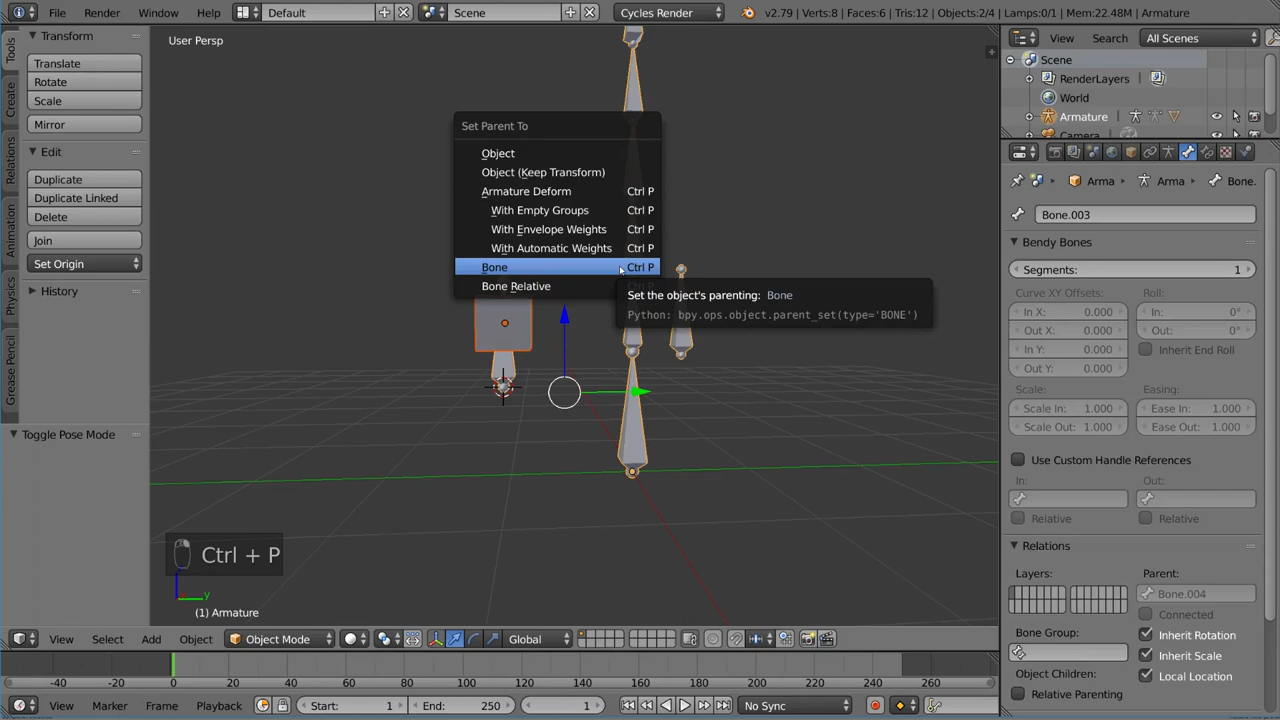 File Render Window Help Default Scene Cycles Render v2.79 | Verts:8 | Faces:6 | Tris:12 | Objects:2/4 | Lamps:0/1 | Mem:22.48M | Armature
Tools
Create
Relations
Animation
Physics
Grease Pencil
Transform
Translate
Rotate
Scale
Mirror
Edit
Duplicate
Duplicate Linked
Delete
Join
Set Origin
History
Toggle Pose Mode
User Persp
Set Parent To
Object
Object (Keep Transform)
Armature Deform Ctrl P
With Empty Groups Ctrl P
With Envelope Weights Ctrl P
With Automatic Weights Ctrl P
Bone Ctrl P
Bone Relative
Set the object's parenting: Bone
Python: bpy.ops.object.parent_set(type='BONE')
Ctrl + P
z
y
(1) Armature
View Select Add Object Object Mode Global
-40 -20 0 20 40 60 80 100 120 140 160 180 200 220 240 260
View Marker Frame Playback Start: 1 End: 250 1 No Sync
View Search All Scenes
Scene
RenderLayers
World
Armature
Camera
Arma Arma Bone.
Bone.003
Bendy Bones
Segments: 1
Curve XY Offsets: Roll:
In X: 0.000 In: 0°
Out X: 0.000 Out: 0°
In Y: 0.000 Inherit End Roll
Out Y: 0.000
Scale: Easing:
Scale In: 1.000 Ease In: 1.000
Scale Out: 1.000 Ease Out: 1.000
Use Custom Handle References
In: Out:
Relative Relative
Relations
Layers: Parent:
Bone.004
Connected
Bone Group: Inherit Rotation
Inherit Scale
Object Children: Local Location
Relative Parenting